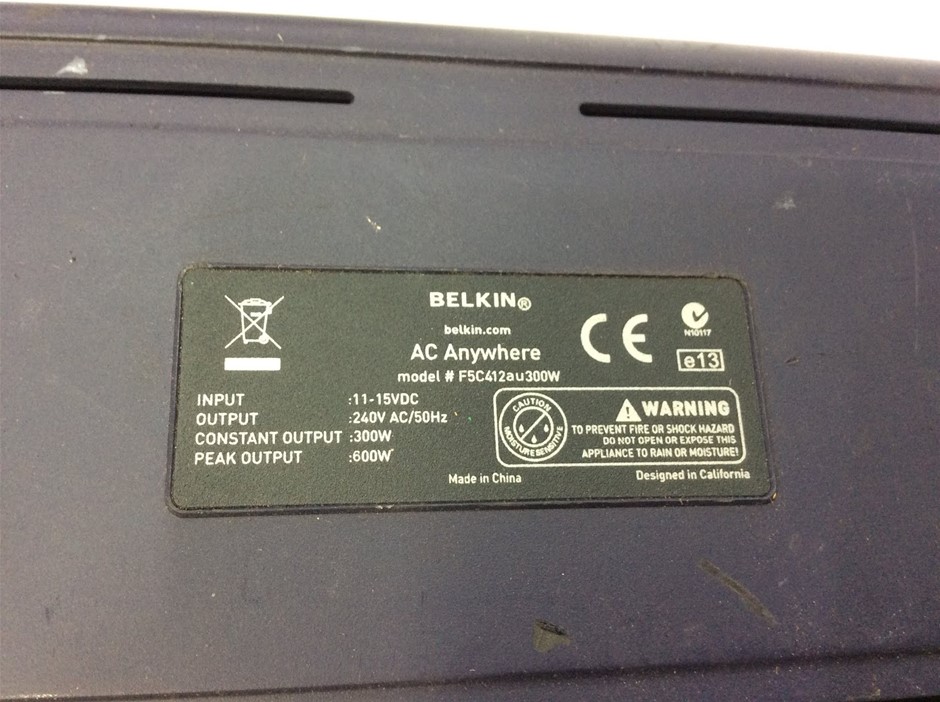 BELKIN®
belkin.com
AC Anywhere
model # F5C412au300W
CE
N10117
e13
INPUT :11-15VDC
OUTPUT :240V AC/50Hz
CONSTANT OUTPUT :300W
PEAK OUTPUT :600W
CAUTION
MOISTURE SENSITIVE
WARNING
TO PREVENT FIRE OR SHOCK HAZARD
DO NOT OPEN OR EXPOSE THIS
APPLIANCE TO RAIN OR MOISTURE!
Made in China
Designed in California